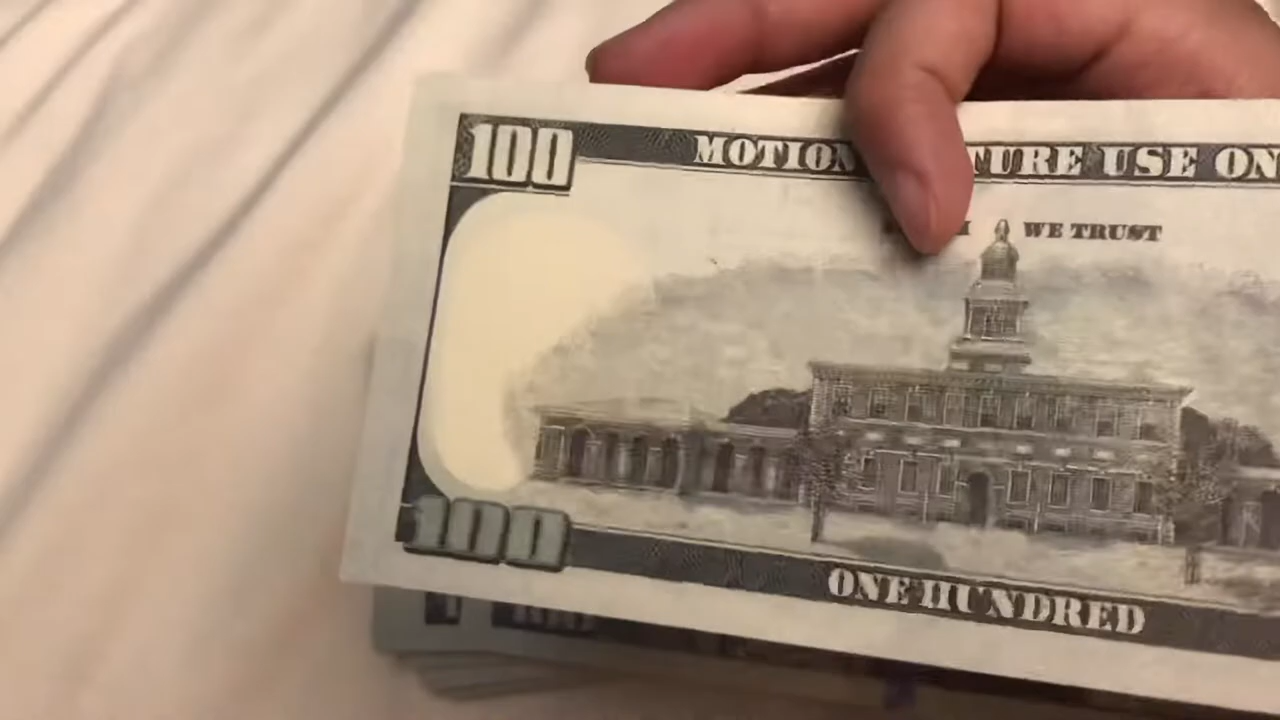 100
MOTION TURE USE ON
WE TRUST
100
ONE HUNDRED